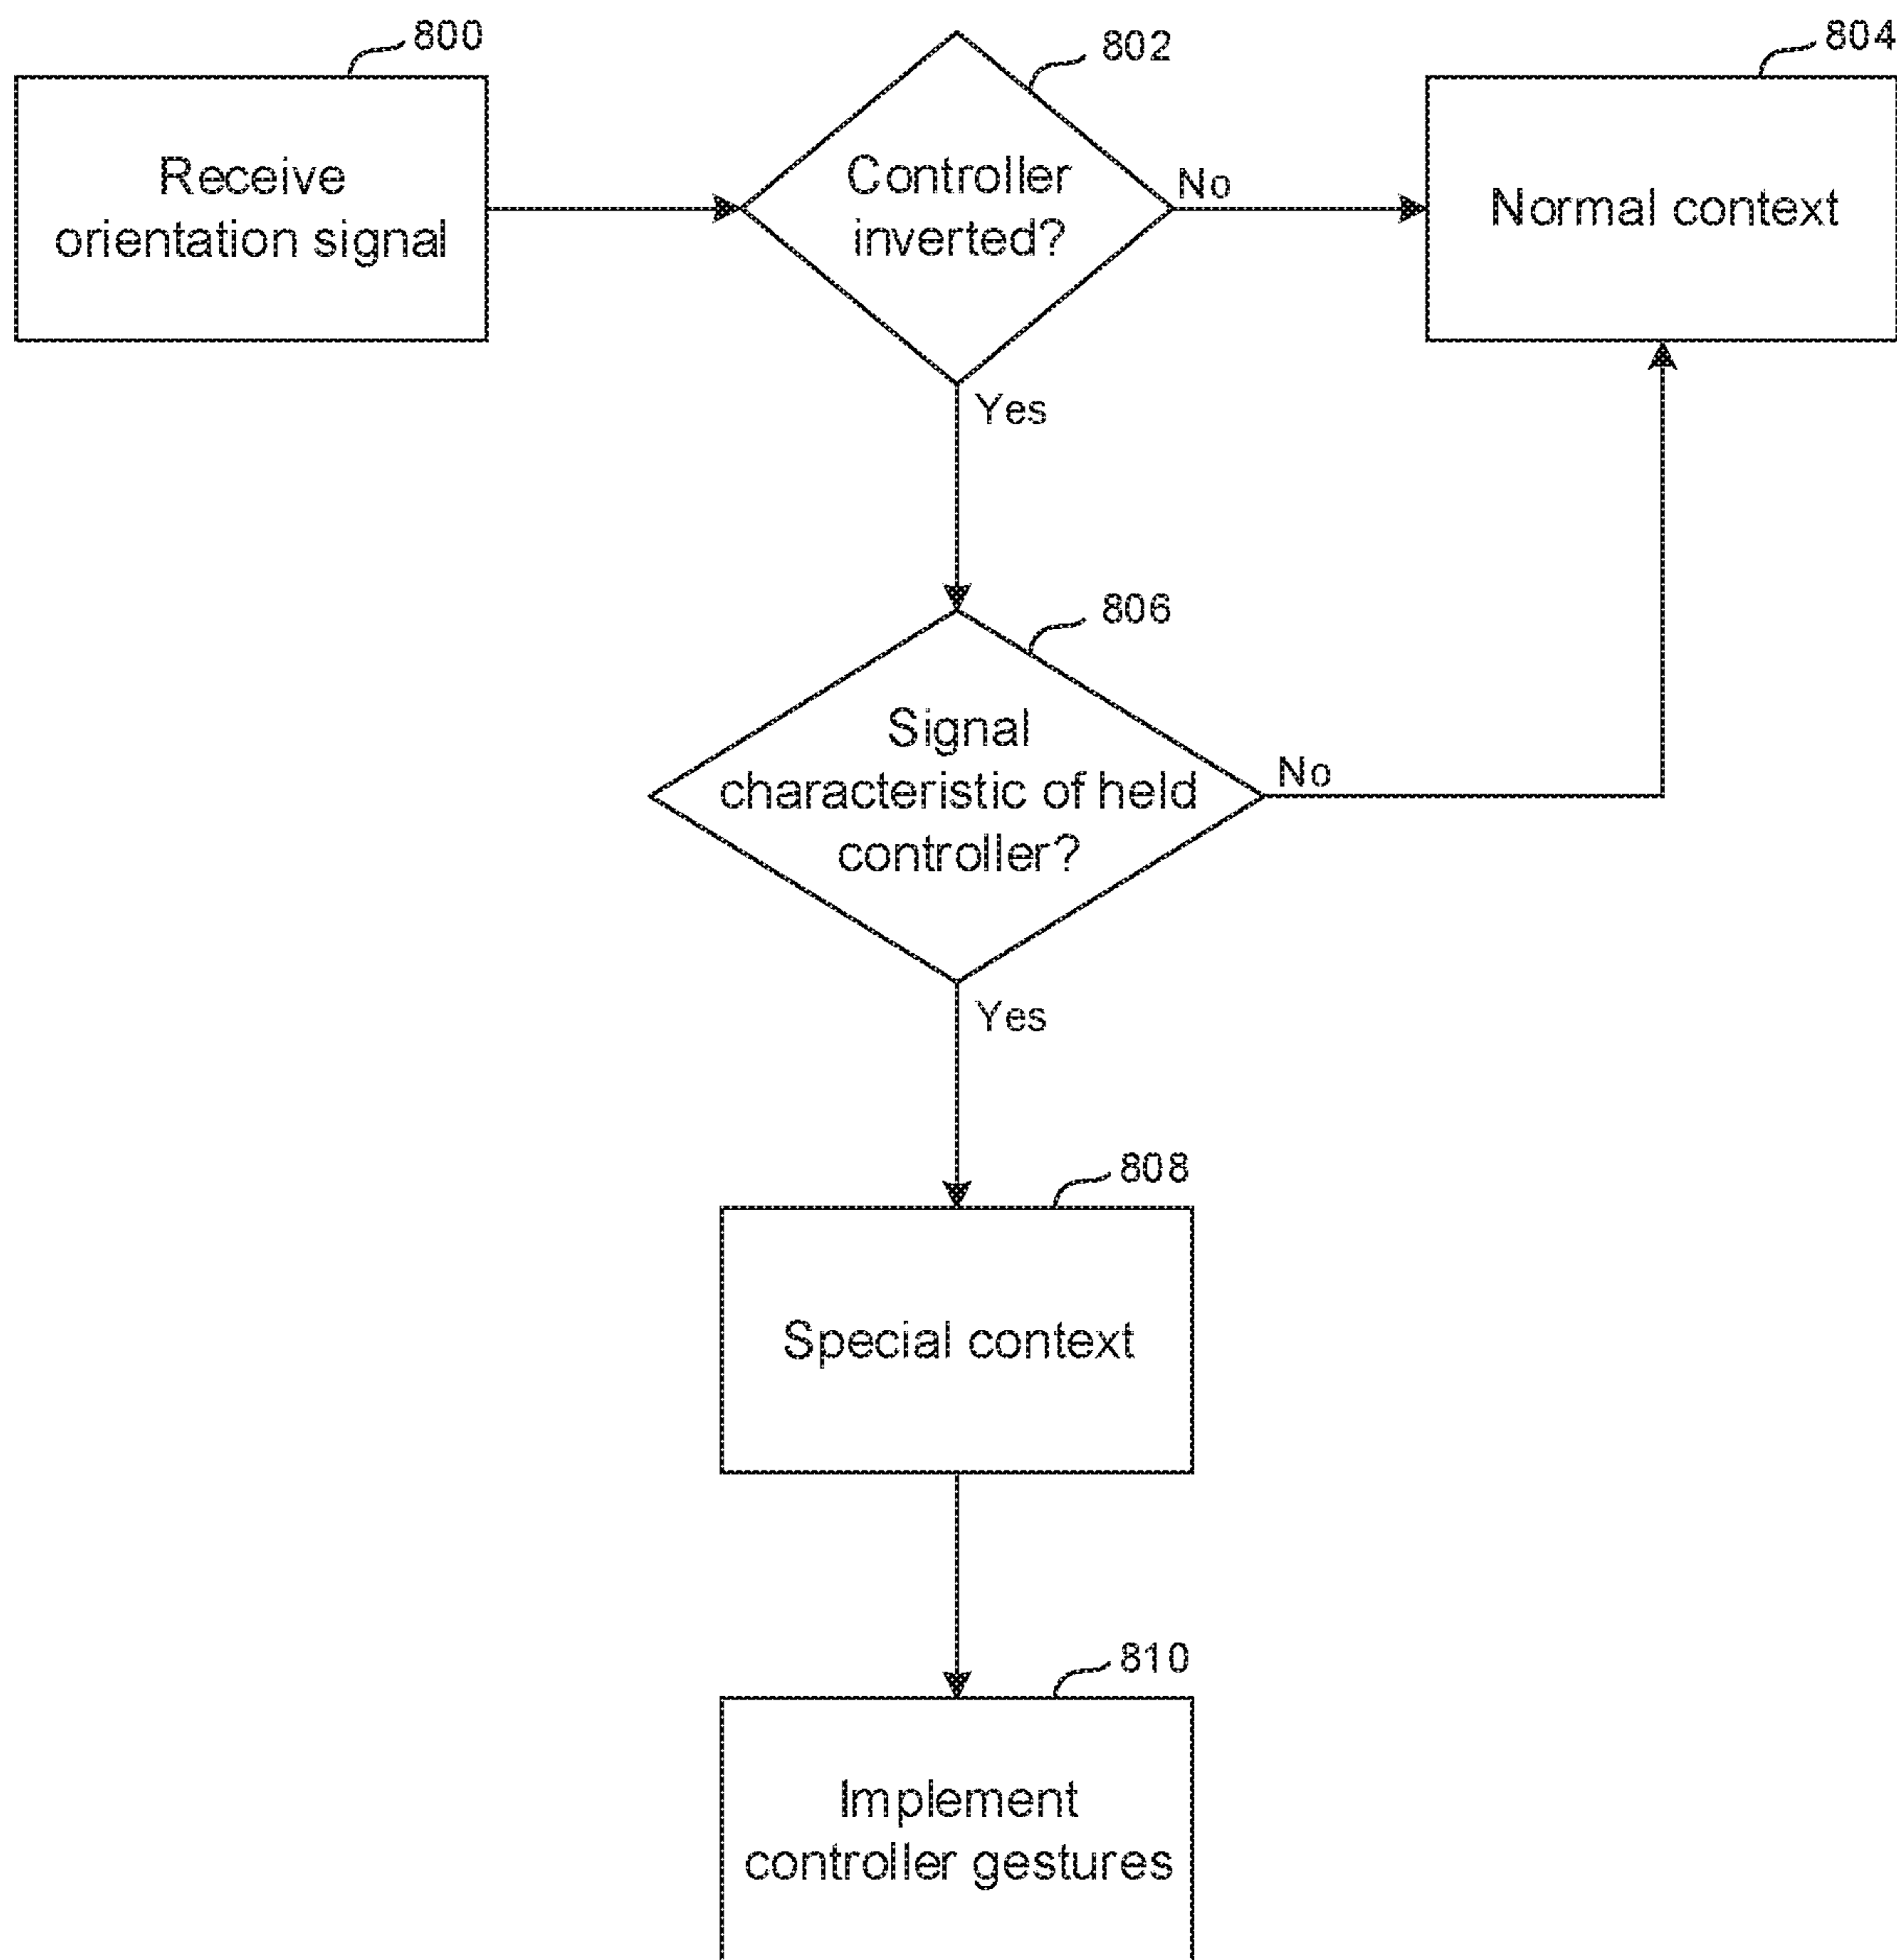 800
Receive
orientation signal
802
Controller
inverted?
No
804
Normal context
Yes
806
Signal
characteristic of held
controller?
No
Yes
808
Special context
810
Implement
controller gestures